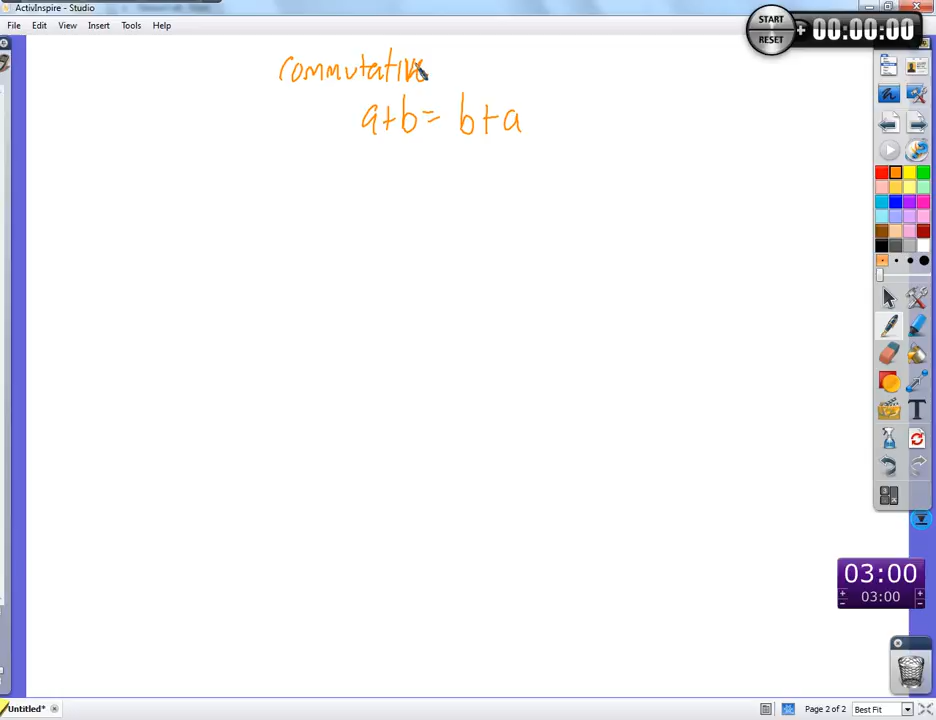 ActivInspire - Studio
File Edit View Insert Tools Help
START
RESET
00:00:00
commutative
a+b= b+a
03:00
03:00
Untitled*
Page 2 of 2
Best Fit